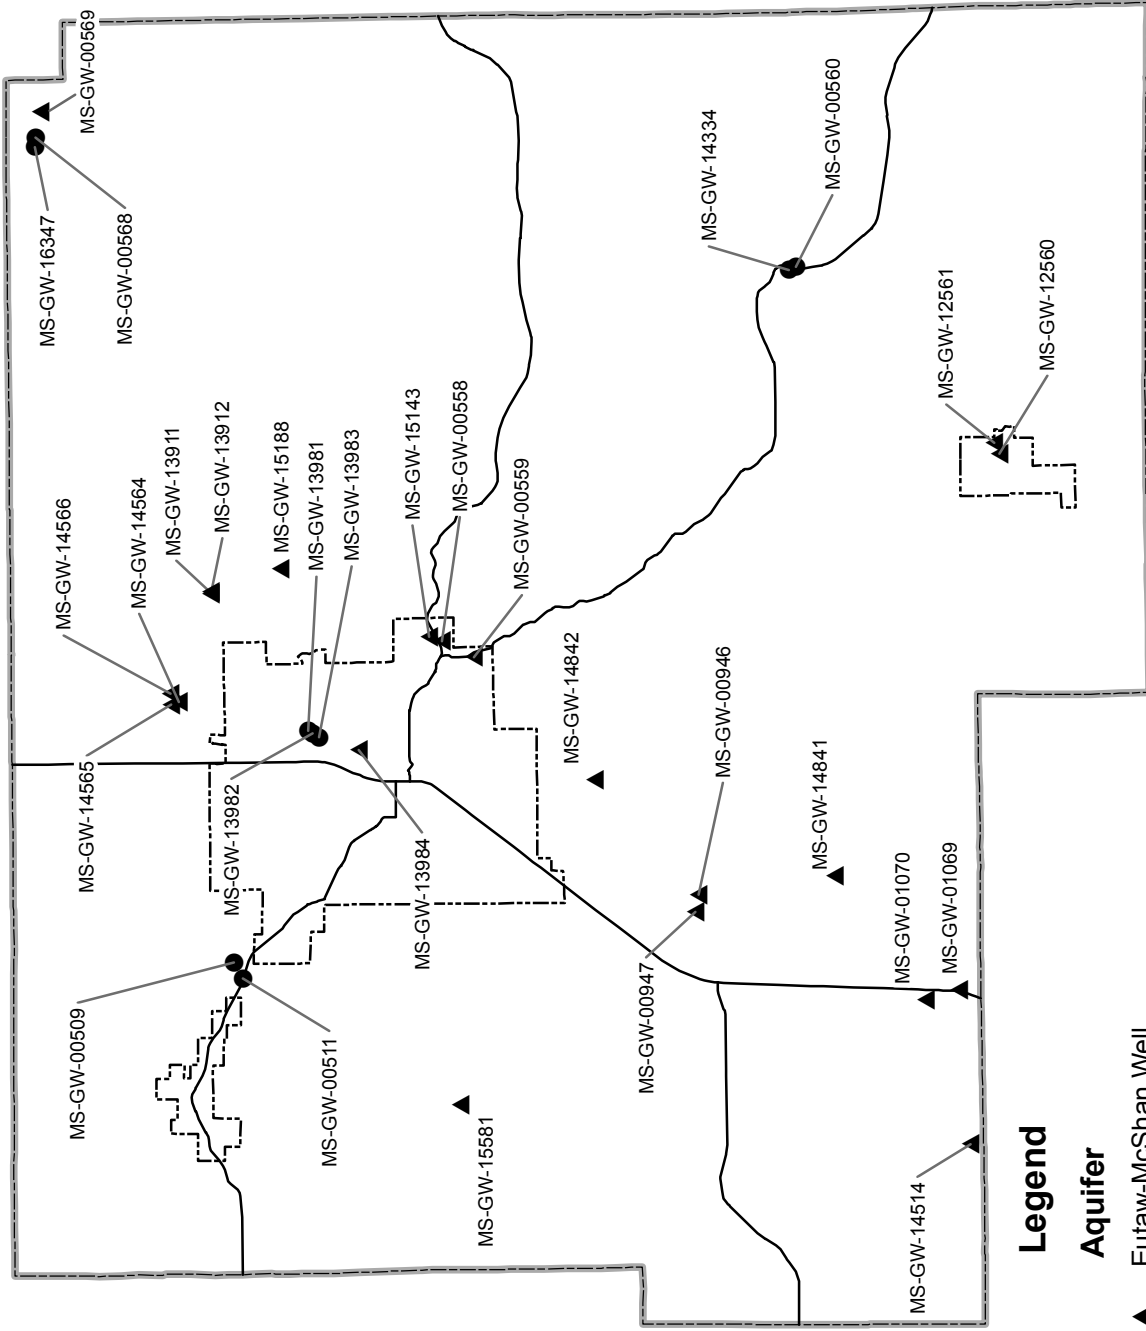 MS-GW-00569
MS-GW-16347
MS-GW-00568
MS-GW-14334
MS-GW-00560
MS-GW-12561
MS-GW-12560
MS-GW-14566
MS-GW-14564
MS-GW-13911
MS-GW-13912
MS-GW-15188
MS-GW-13981
MS-GW-13983
MS-GW-15143
MS-GW-00558
MS-GW-00559
MS-GW-14565
MS-GW-13982
MS-GW-13984
MS-GW-14842
MS-GW-00946
MS-GW-14841
MS-GW-01070
MS-GW-01069
MS-GW-00947
MS-GW-00509
MS-GW-00511
MS-GW-15581
MS-GW-14514
Legend
Aquifer
Eutaw-McShan Well